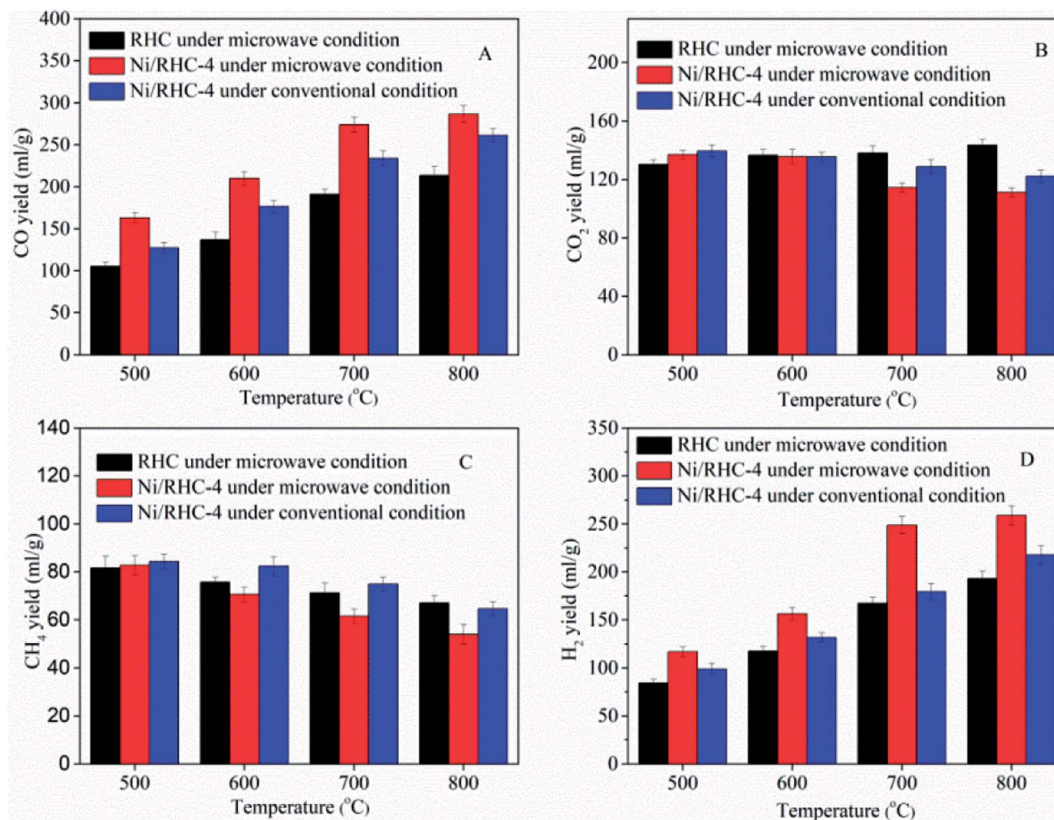 RHC under microwave condition
Ni/RHC-4 under microwave condition
Ni/RHC-4 under conventional condition
A
CO yield (ml/g)
400
350
300
250
200
150
100
50
0
500 600 700 800
Temperature (°C)
RHC under microwave condition
Ni/RHC-4 under microwave condition
Ni/RHC-4 under conventional condition
B
CO₂ yield (ml/g)
200
160
120
80
40
0
500 600 700 800
Temperature (°C)
RHC under microwave condition
Ni/RHC-4 under microwave condition
Ni/RHC-4 under conventional condition
C
CH₄ yield (ml/g)
140
120
100
80
60
40
20
0
500 600 700 800
Temperature (°C)
RHC under microwave condition
Ni/RHC-4 under microwave condition
Ni/RHC-4 under conventional condition
D
H₂ yield (ml/g)
350
300
250
200
150
100
50
0
500 600 700 800
Temperature (°C)